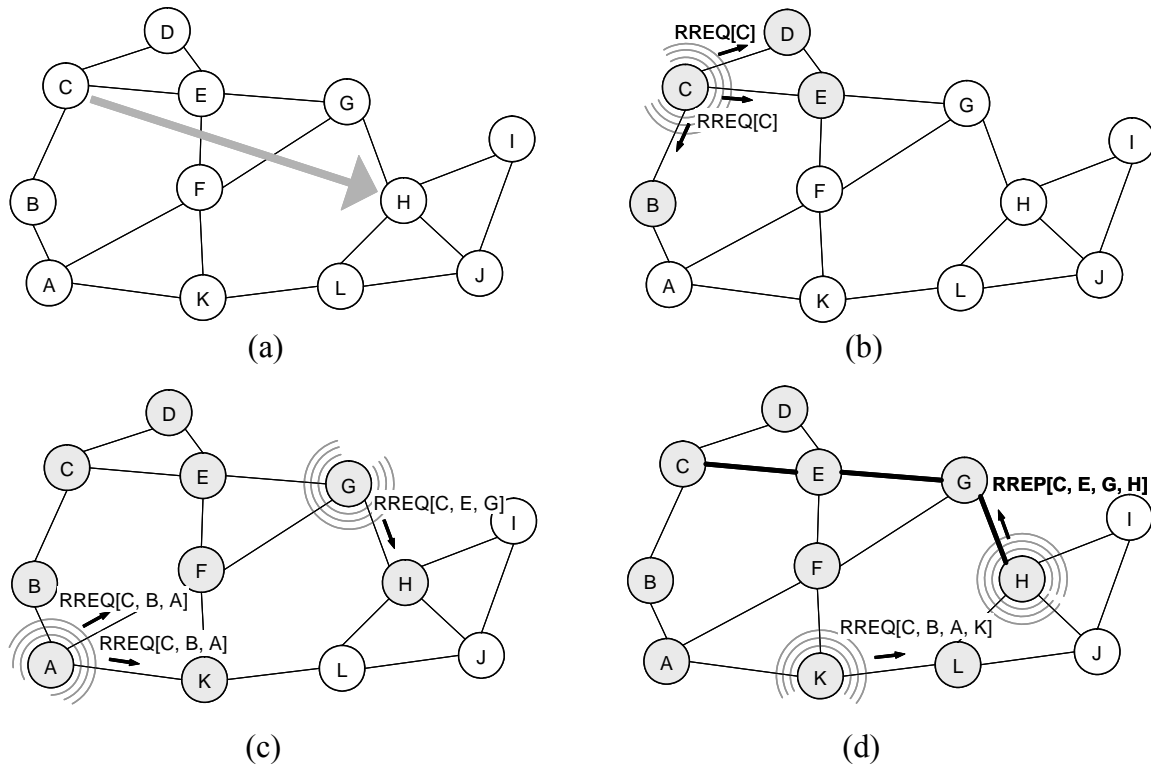 D
C
E
G
I
B
F
H
A
K
L
J
(a)
RREQ[C]
D
C
E
G
RREQ[C]
I
B
F
H
A
K
L
J
(b)
D
C
E
G
RREQ[C, E, G]
I
B
F
H
RREQ[C, B, A]
RREQ[C, B, A]
A
K
L
J
(c)
D
C
E
G
RREP[C, E, G, H]
I
B
F
H
RREQ[C, B, A, K]
A
K
L
J
(d)